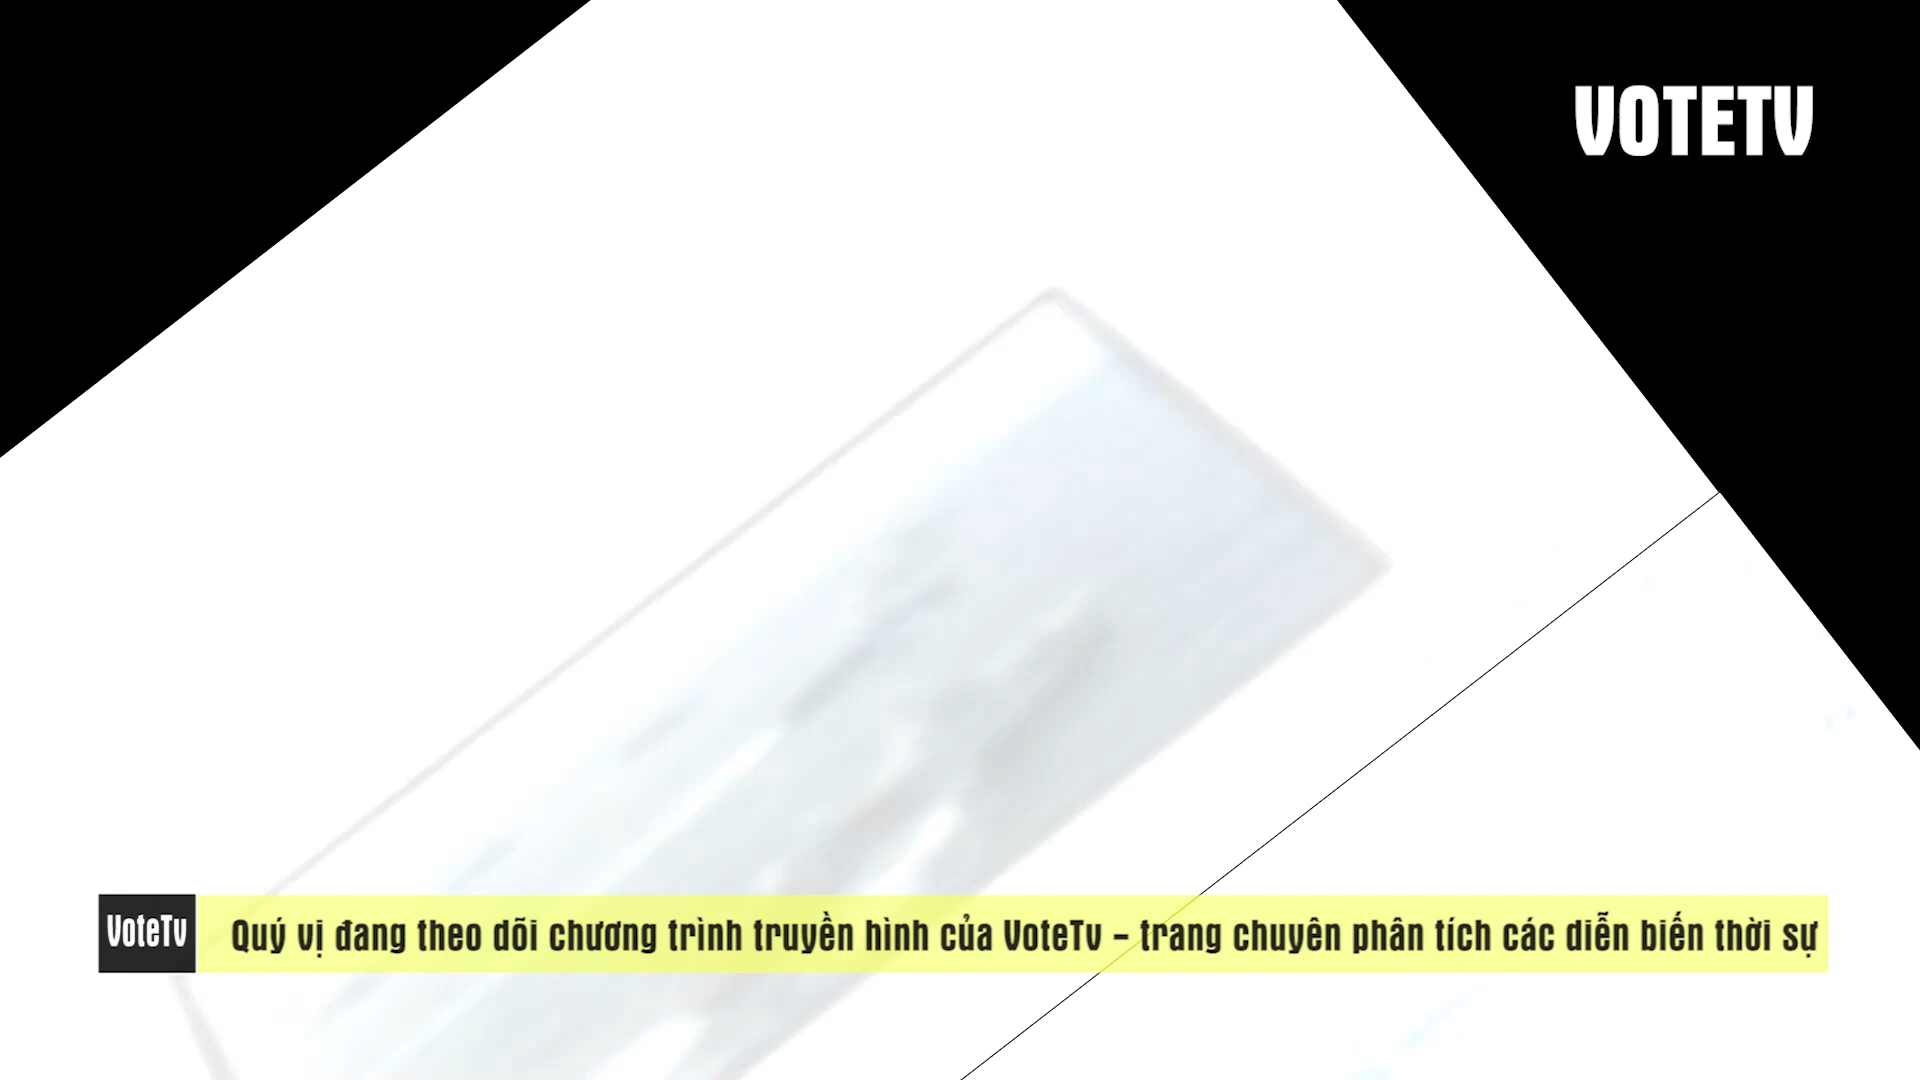 VOTETV
VoteTv
Quý vị đang theo dõi chương trình truyền hình của VoteTv - trang chuyên phân tích các diễn biến thời sự